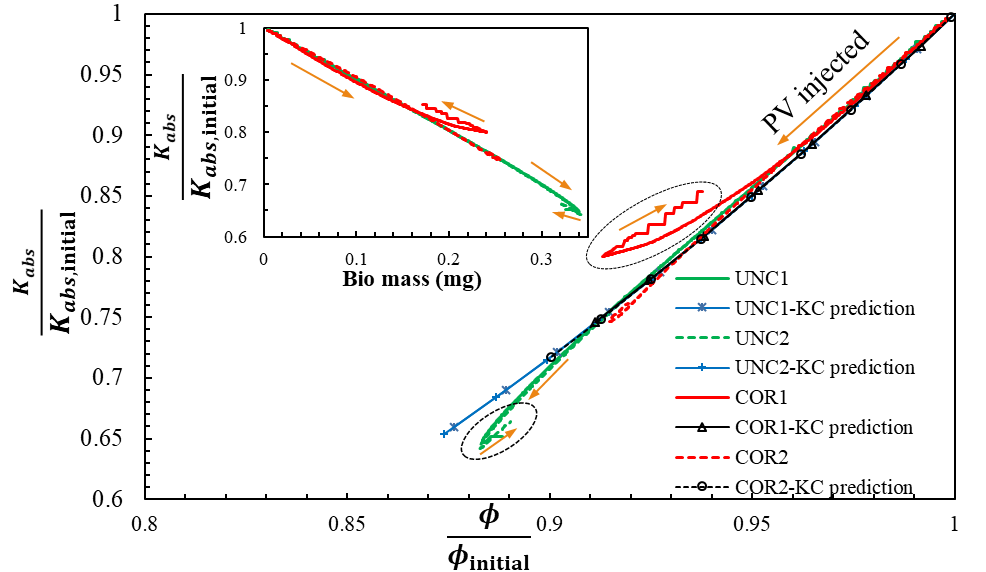 1
0.95
0.9
0.85
0.8
0.75
0.7
0.65
0.6
K_abs
K_abs,initial
0.8
0.85
0.9
0.95
1
ϕ
ϕ_initial
1
0.9
0.8
0.7
0.6
K_abs
K_abs,initial
0
0.1
0.2
0.3
Bio mass (mg)
PV injected
UNC1
UNC1-KC prediction
UNC2
UNC2-KC prediction
COR1
COR1-KC prediction
COR2
COR2-KC prediction